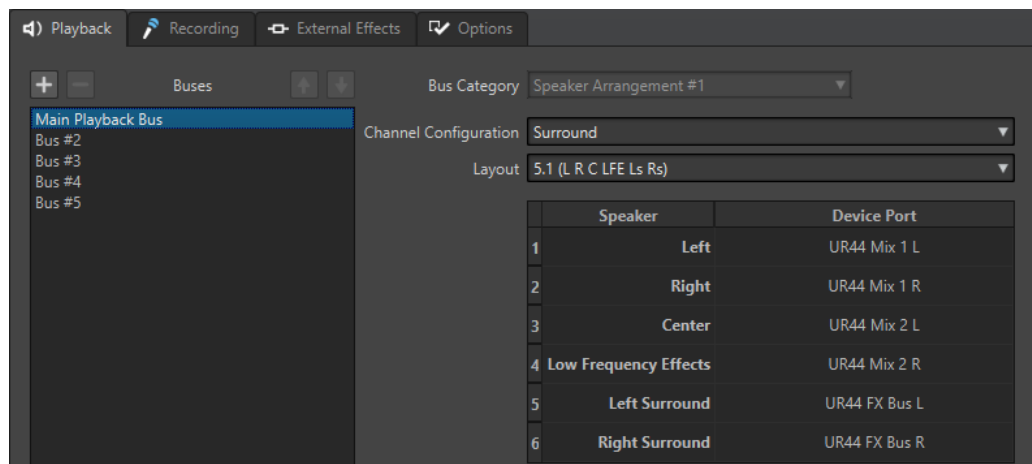 Playback Recording External Effects Options
Buses
Main Playback Bus
Bus #2
Bus #3
Bus #4
Bus #5
Bus Category Speaker Arrangement #1
Channel Configuration Surround
Layout 5.1 (L R C LFE Ls Rs)
Speaker Device Port
1 Left UR44 Mix 1 L
2 Right UR44 Mix 1 R
3 Center UR44 Mix 2 L
4 Low Frequency Effects UR44 Mix 2 R
5 Left Surround UR44 FX Bus L
6 Right Surround UR44 FX Bus R